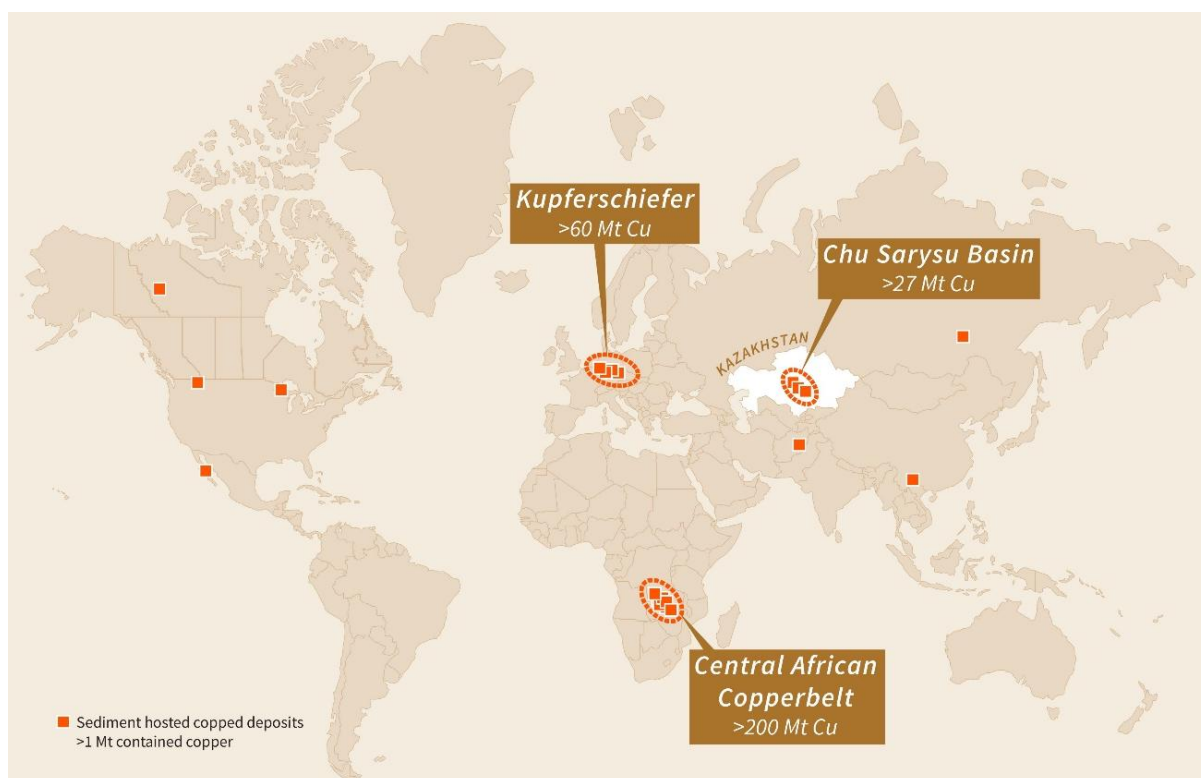 Kupferschiefer
>60 Mt Cu
Chu Sarysu Basin
>27 Mt Cu
KAZAKHSTAN
Central African
Copperbelt
>200 Mt Cu
Sediment hosted copped deposits
>1 Mt contained copper